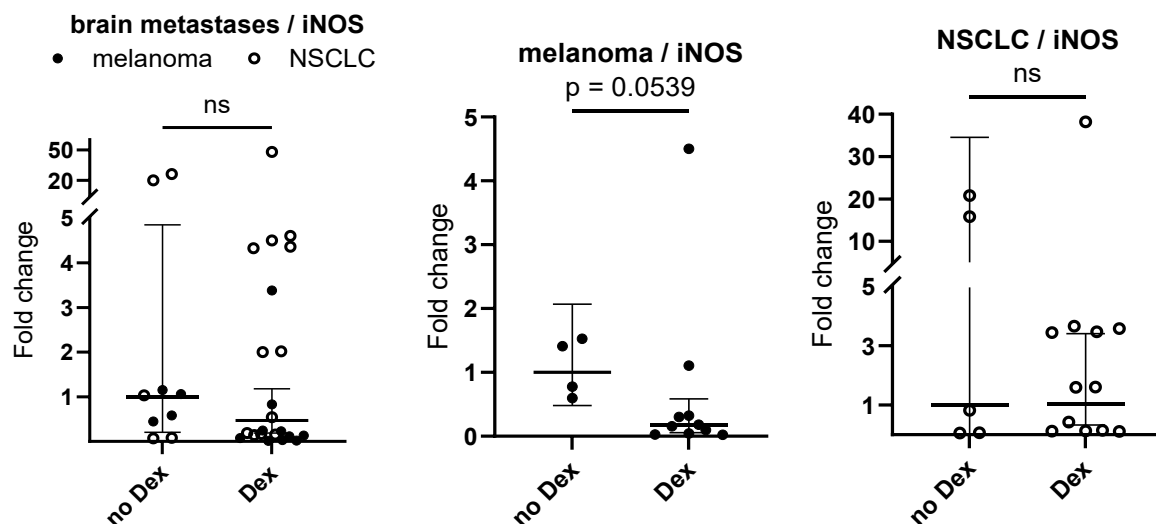 brain metastases / iNOS
melanoma NSCLC
ns
Fold change
50
20
5
4
3
2
1
no Dex Dex
melanoma / iNOS
p = 0.0539
Fold change
5
4
3
2
1
0
no Dex Dex
NSCLC / iNOS
ns
Fold change
40
30
20
10
5
3
1
no Dex Dex